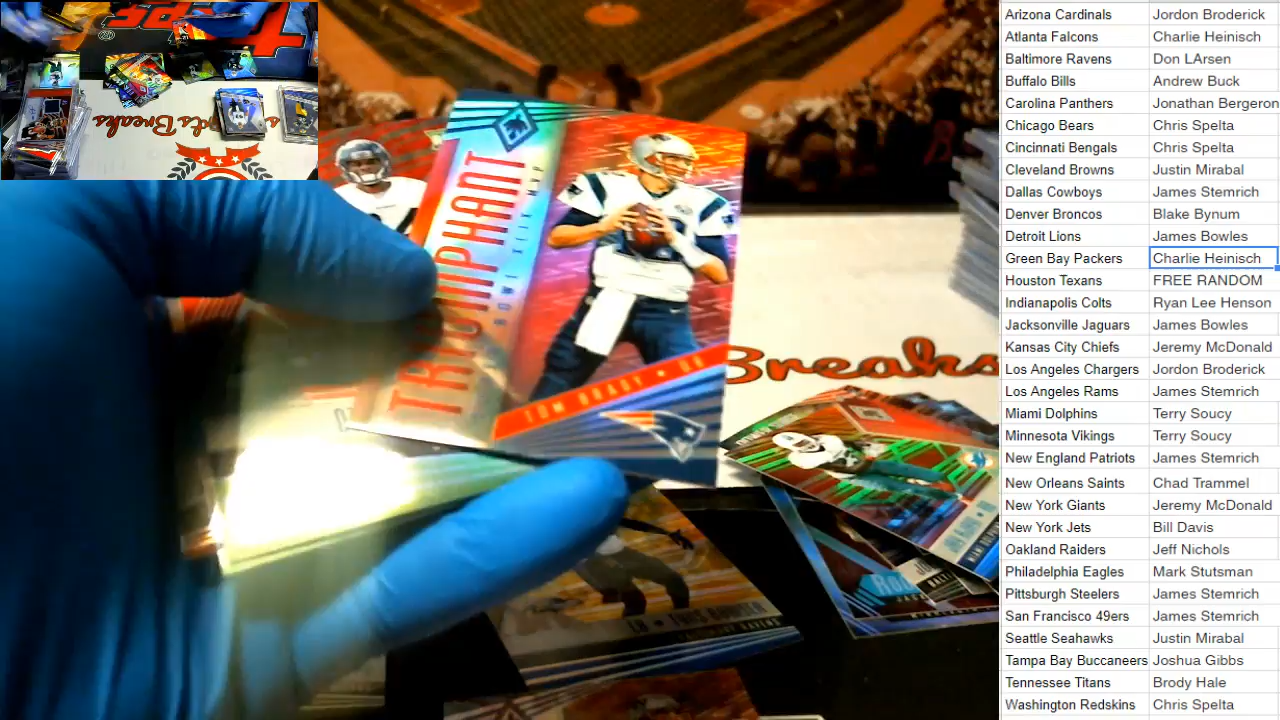 Breaks
TRIUMPHANT
BOWL XLIX MVP
TOM BRADY • QB
Breaks
Arizona Cardinals Jordon Broderick
Atlanta Falcons Charlie Heinisch
Baltimore Ravens Don LArsen
Buffalo Bills Andrew Buck
Carolina Panthers Jonathan Bergeron
Chicago Bears Chris Spelta
Cincinnati Bengals Chris Spelta
Cleveland Browns Justin Mirabal
Dallas Cowboys James Stemrich
Denver Broncos Blake Bynum
Detroit Lions James Bowles
Green Bay Packers Charlie Heinisch
Houston Texans FREE RANDOM
Indianapolis Colts Ryan Lee Henson
Jacksonville Jaguars James Bowles
Kansas City Chiefs Jeremy McDonald
Los Angeles Chargers Jordon Broderick
Los Angeles Rams James Stemrich
Miami Dolphins Terry Soucy
Minnesota Vikings Terry Soucy
New England Patriots James Stemrich
New Orleans Saints Chad Trammel
New York Giants Jeremy McDonald
New York Jets Bill Davis
Oakland Raiders Jeff Nichols
Philadelphia Eagles Mark Stutsman
Pittsburgh Steelers James Stemrich
San Francisco 49ers James Stemrich
Seattle Seahawks Justin Mirabal
Tampa Bay Buccaneers Joshua Gibbs
Tennessee Titans Brody Hale
Washington Redskins Chris Spelta